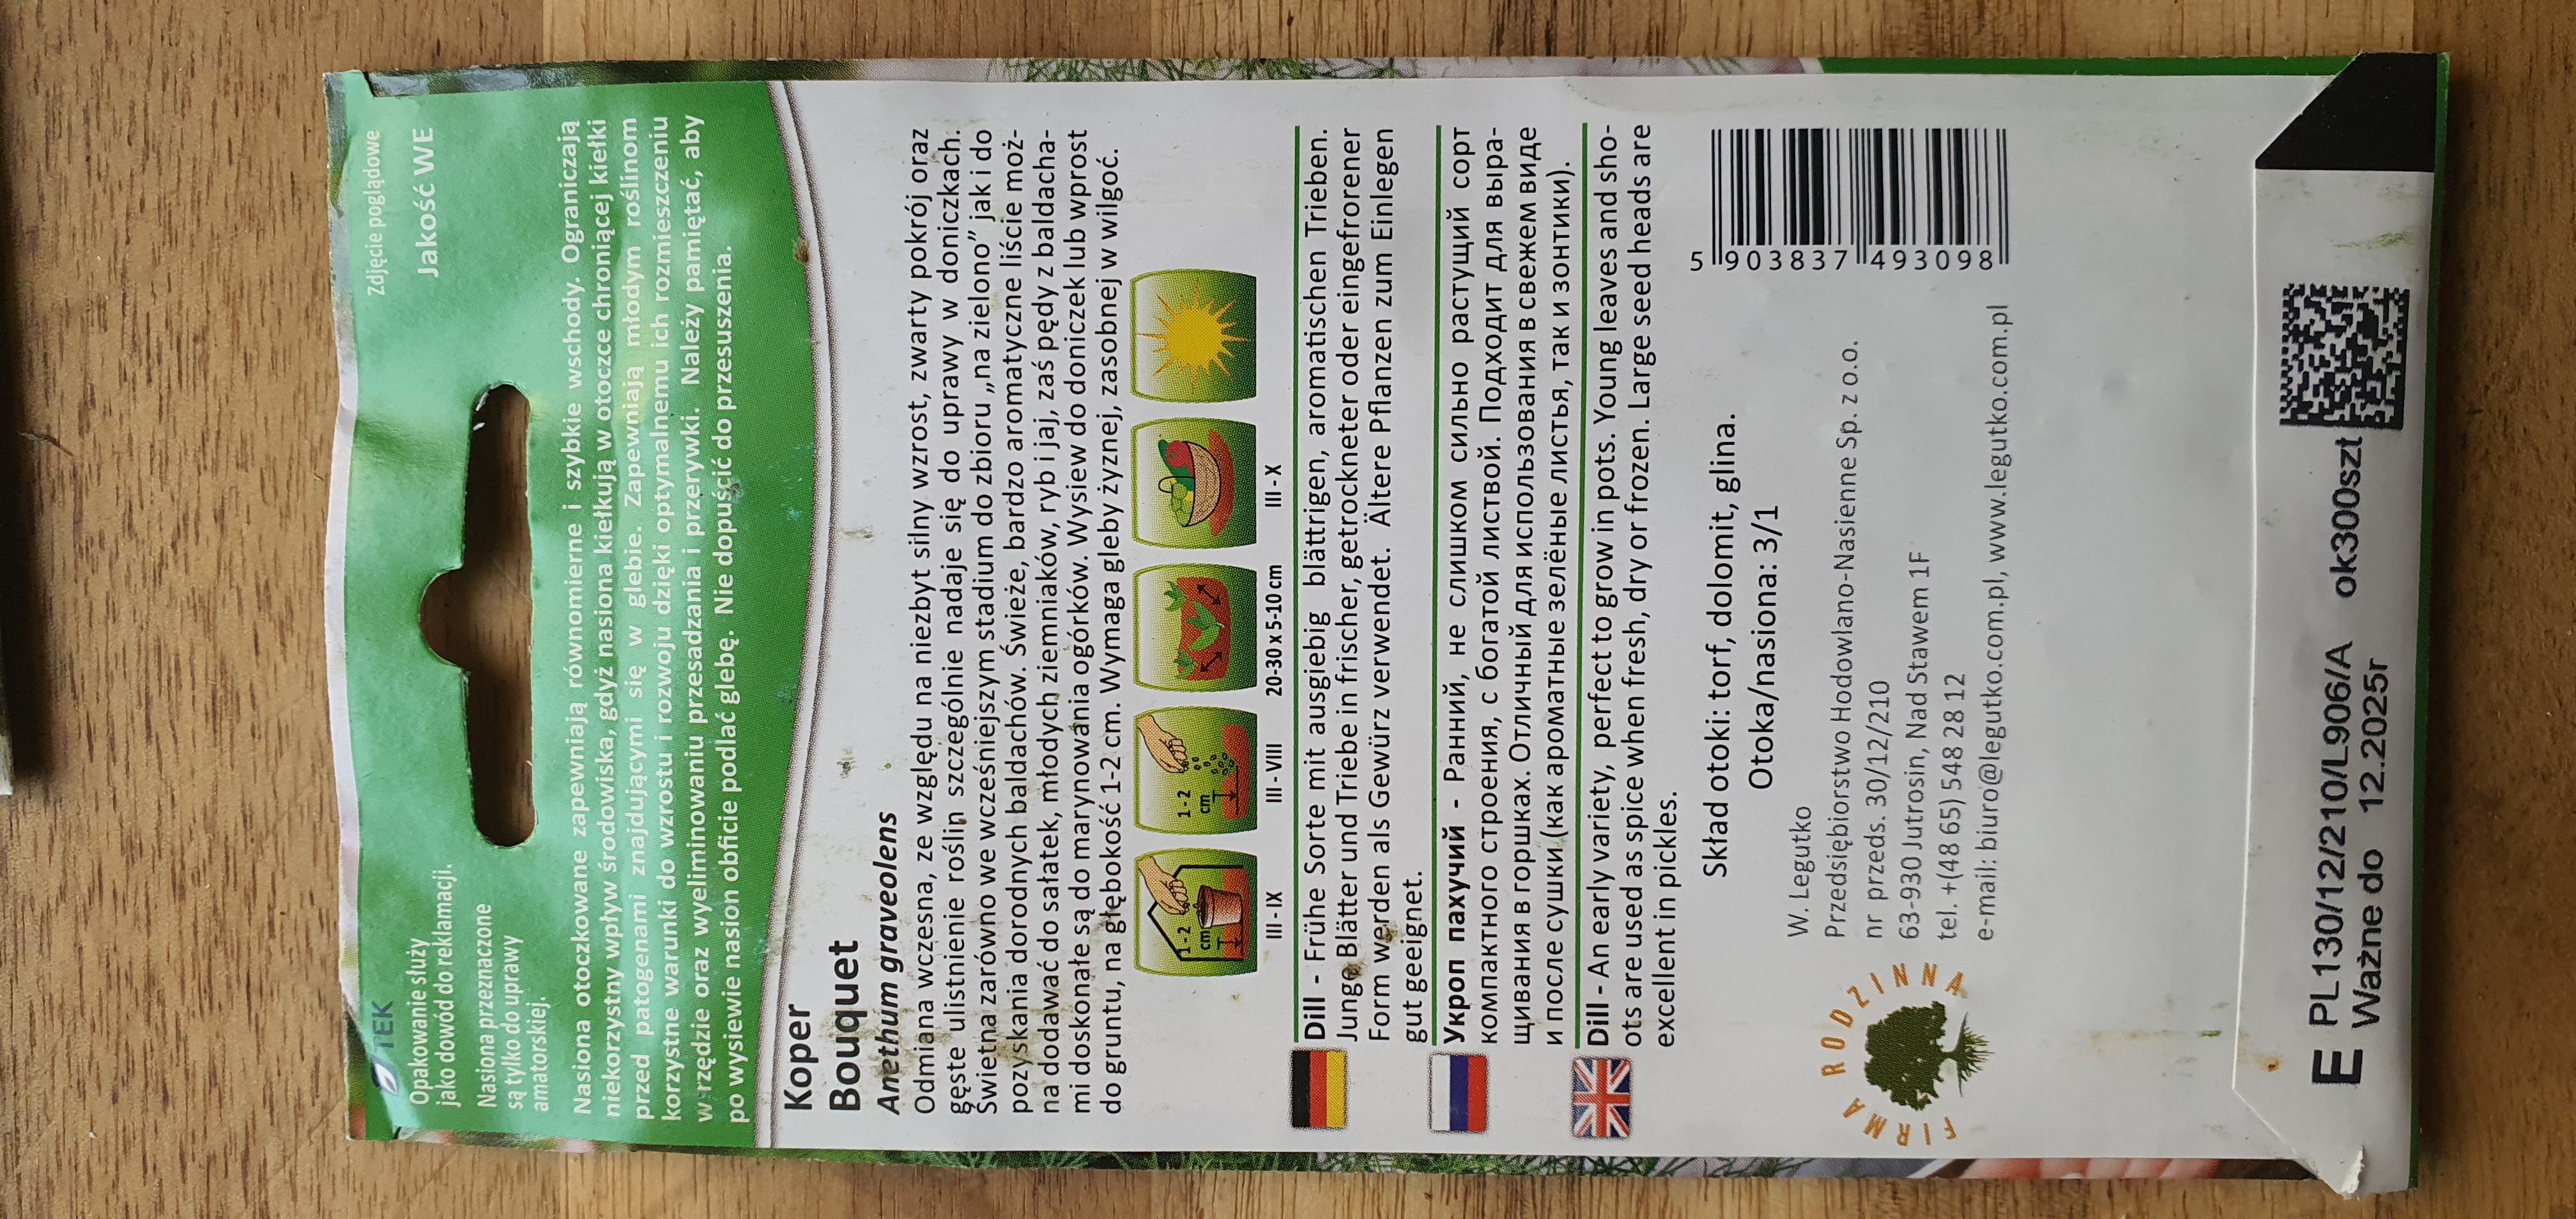 TEK
Opakowanie służy
jako dowód do reklamacji.
Nasiona przeznaczone
są tylko do uprawy
amatorskiej.
Zdjęcie poglądowe
Jakość WE
Nasiona otoczkowane zapewniają równomierne i szybkie wschody. Ograniczają
niekorzystny wpływ środowiska, gdyż nasiona kiełkują w otoczce chroniącej kiełki
przed patogenami znajdującymi się w glebie. Zapewniają młodym roślinom
korzystne warunki do wzrostu i rozwoju dzięki optymalnemu ich rozmieszczeniu
w rzędzie oraz wyeliminowaniu przesadzania i przerywki. Należy pamiętać, aby
po wysiewie nasion obficie podlać glebę. Nie dopuścić do przesuszenia.
Koper
Bouquet
Anethum graveolens
Odmiana wczesna, ze względu na niezbyt silny wzrost, zwarty pokrój oraz
gęste ulistnienie roślin szczególnie nadaje się do uprawy w doniczkach.
Świetna zarówno we wcześniejszym stadium do zbioru „na zielono” jak i do
pozyskania dorodnych baldachów. Świeże, bardzo aromatyczne liście moż-
na dodawać do sałatek, młodych ziemniaków, ryb i jaj, zaś pędy z baldacha-
mi doskonałe są do marynowania ogórków. Wysiew do doniczek lub wprost
do gruntu, na głębokość 1-2 cm. Wymaga gleby żyznej, zasobnej w wilgoć.
1-2 cm
1-2 cm
III - IX III - VIII 20-30 x 5-10 cm III - X
Dill - Frühe Sorte mit ausgiebig blättrigen, aromatischen Trieben.
Junge Blätter und Triebe in frischer, getrockneter oder eingefrorener
Form werden als Gewürz verwendet. Ältere Pflanzen zum Einlegen
gut geeignet.
Укроп пахучий - Ранний, не слишком сильно растущий сорт
компактного строения, с богатой листвой. Подходит для выра-
щивания в горшках. Отличный для использования в свежем виде
и после сушки (как ароматные зелёные листья, так и зонтики).
Dill - An early variety, perfect to grow in pots. Young leaves and sho-
ots are used as spice when fresh, dry or frozen. Large seed heads are
excellent in pickles.
Skład otoki: torf, dolomit, glina.
Otoka/nasiona: 3/1
5 903837 493098
FIRMA RODZINNA
W. Legutko
Przedsiębiorstwo Hodowlano-Nasienne Sp. z o.o.
nr przeds. 30/12/210
63-930 Jutrosin, Nad Stawem 1F
tel. +(48 65) 548 28 12
e-mail: biuro@legutko.com.pl, www.legutko.com.pl
E PL130/12/210/L906/A ok300szt
Ważne do 12.2025r